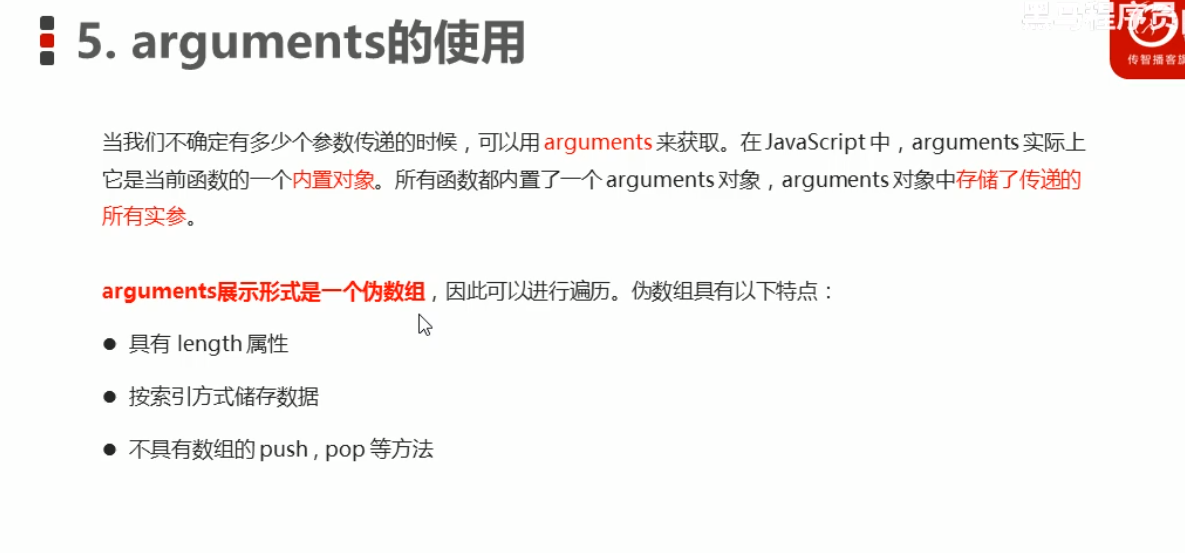 黑马程序员
5. arguments的使用
传智播客旗
当我们不确定有多少个参数传递的时候，可以用 arguments 来获取。在 JavaScript 中，arguments 实际上
它是当前函数的一个内置对象。所有函数都内置了一个 arguments 对象，arguments 对象中存储了传递的
所有实参。
arguments展示形式是一个伪数组，因此可以进行遍历。伪数组具有以下特点：
● 具有 length 属性
● 按索引方式储存数据
● 不具有数组的 push , pop 等方法